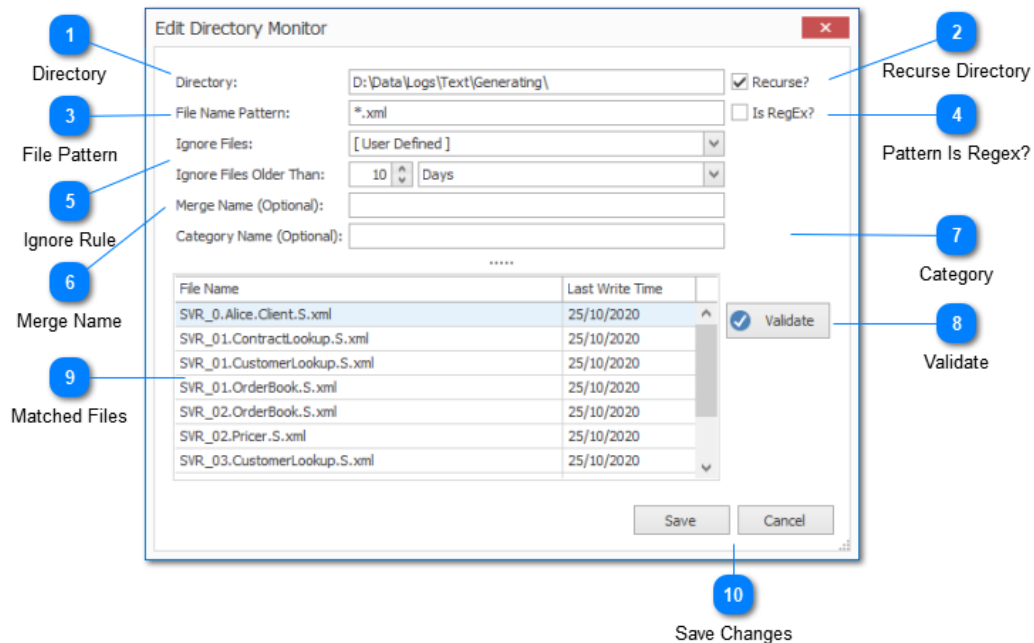 Edit Directory Monitor
1
Directory
2
Recurse Directory
Directory: D:\Data\Logs\Text\Generating\ Recurse?
3
File Pattern
File Name Pattern: *.xml Is RegEx?
4
Pattern Is Regex?
Ignore Files: [ User Defined ]
Ignore Files Older Than: 10 Days
5
Ignore Rule
Merge Name (Optional):
6
Merge Name
Category Name (Optional):
7
Category
File Name Last Write Time
SVR_0.Alice.Client.S.xml 25/10/2020
Validate
8
Validate
SVR_01.ContractLookup.S.xml 25/10/2020
SVR_01.CustomerLookup.S.xml 25/10/2020
9
Matched Files
SVR_01.OrderBook.S.xml 25/10/2020
SVR_02.OrderBook.S.xml 25/10/2020
SVR_02.Pricer.S.xml 25/10/2020
SVR_03.CustomerLookup.S.xml 25/10/2020
Save Cancel
10
Save Changes